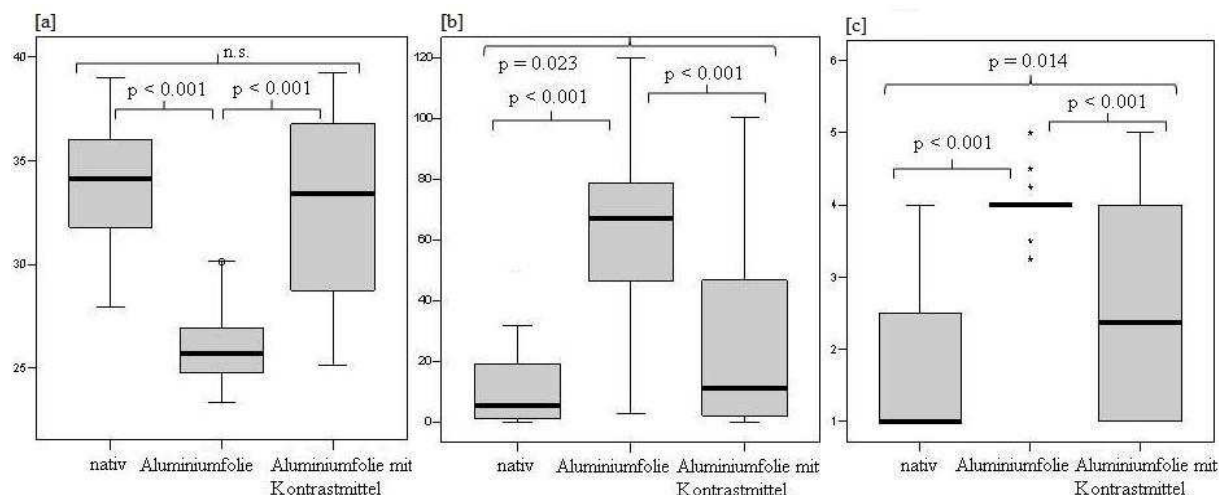 [a]
40
35
30
25
n.s.
p < 0.001
p < 0.001
nativ
Aluminiumfolie
Aluminiumfolie mit
Kontrastmittel
[b]
120
100
80
60
40
20
0
p = 0.023
p < 0.001
p < 0.001
nativ
Aluminiumfolie
Aluminiumfolie mit
Kontrastmittel
[c]
6
5
4
3
2
1
p = 0.014
p < 0.001
p < 0.001
nativ
Aluminiumfolie
Aluminiumfolie mit
Kontrastmittel